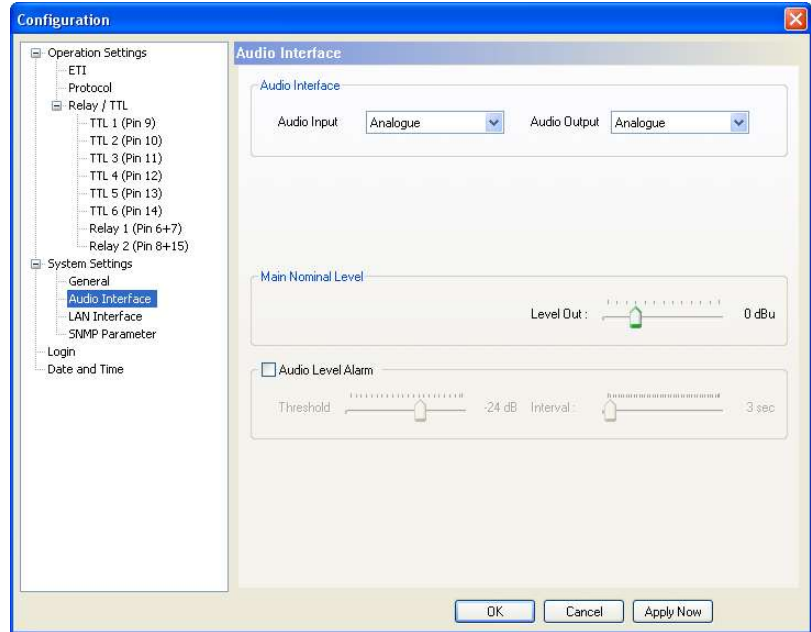 Configuration
Operation Settings
ETI
Protocol
Relay / TTL
TTL 1 (Pin 9)
TTL 2 (Pin 10)
TTL 3 (Pin 11)
TTL 4 (Pin 12)
TTL 5 (Pin 13)
TTL 6 (Pin 14)
Relay 1 (Pin 6+7)
Relay 2 (Pin 8+15)
System Settings
General
Audio Interface
LAN Interface
SNMP Parameter
Login
Date and Time
Audio Interface
Audio Interface
Audio Input Analogue Audio Output Analogue
Main Nominal Level
Level Out : 0 dBu
Audio Level Alarm
Threshold -24 dB Interval : 3 sec
OK Cancel Apply Now